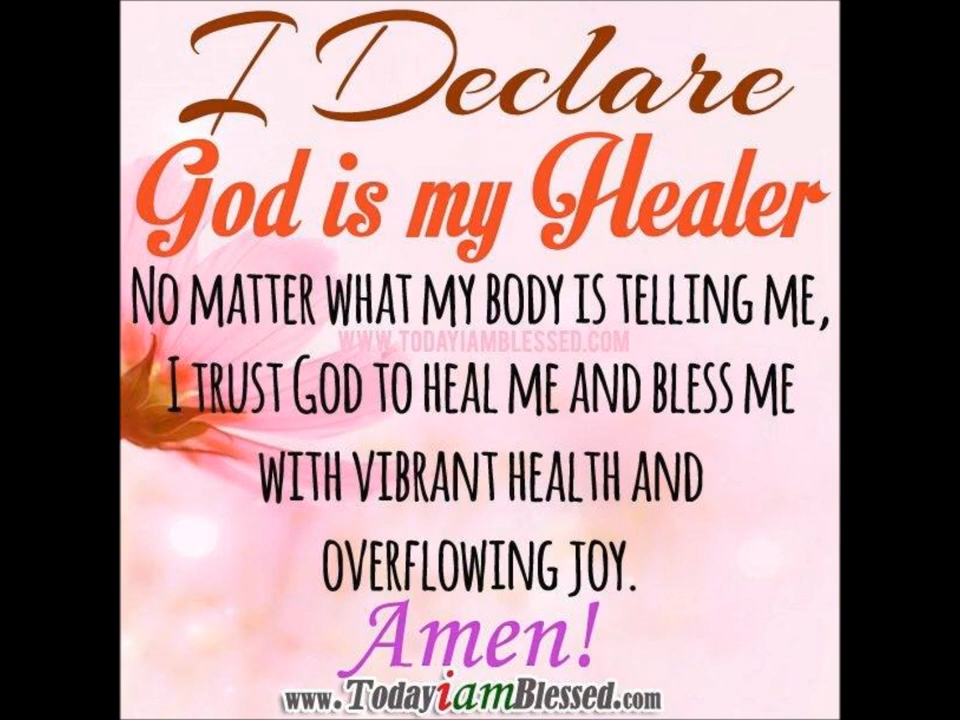 I Declare
God is my Healer
NO MATTER WHAT MY BODY IS TELLING ME,
WWW.TODAYIAMBLESSED.COM
I TRUST GOD TO HEAL ME AND BLESS ME
WITH VIBRANT HEALTH AND
OVERFLOWING JOY.
Amen!
www.TodayiamBlessed.com